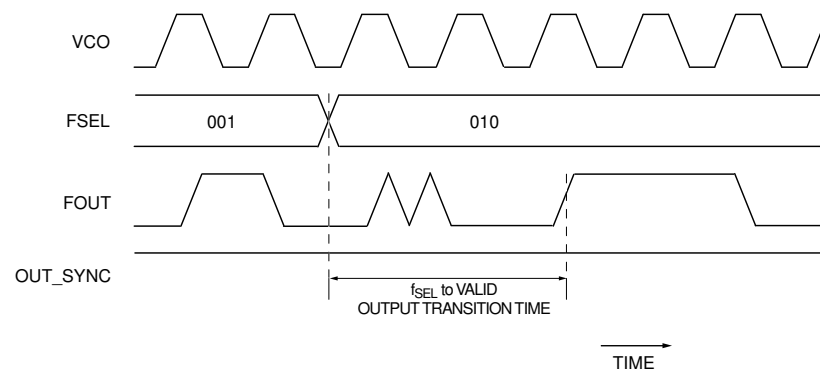 VCO
FSEL
001
010
FOUT
OUT_SYNC
fSEL to VALID
OUTPUT TRANSITION TIME
TIME